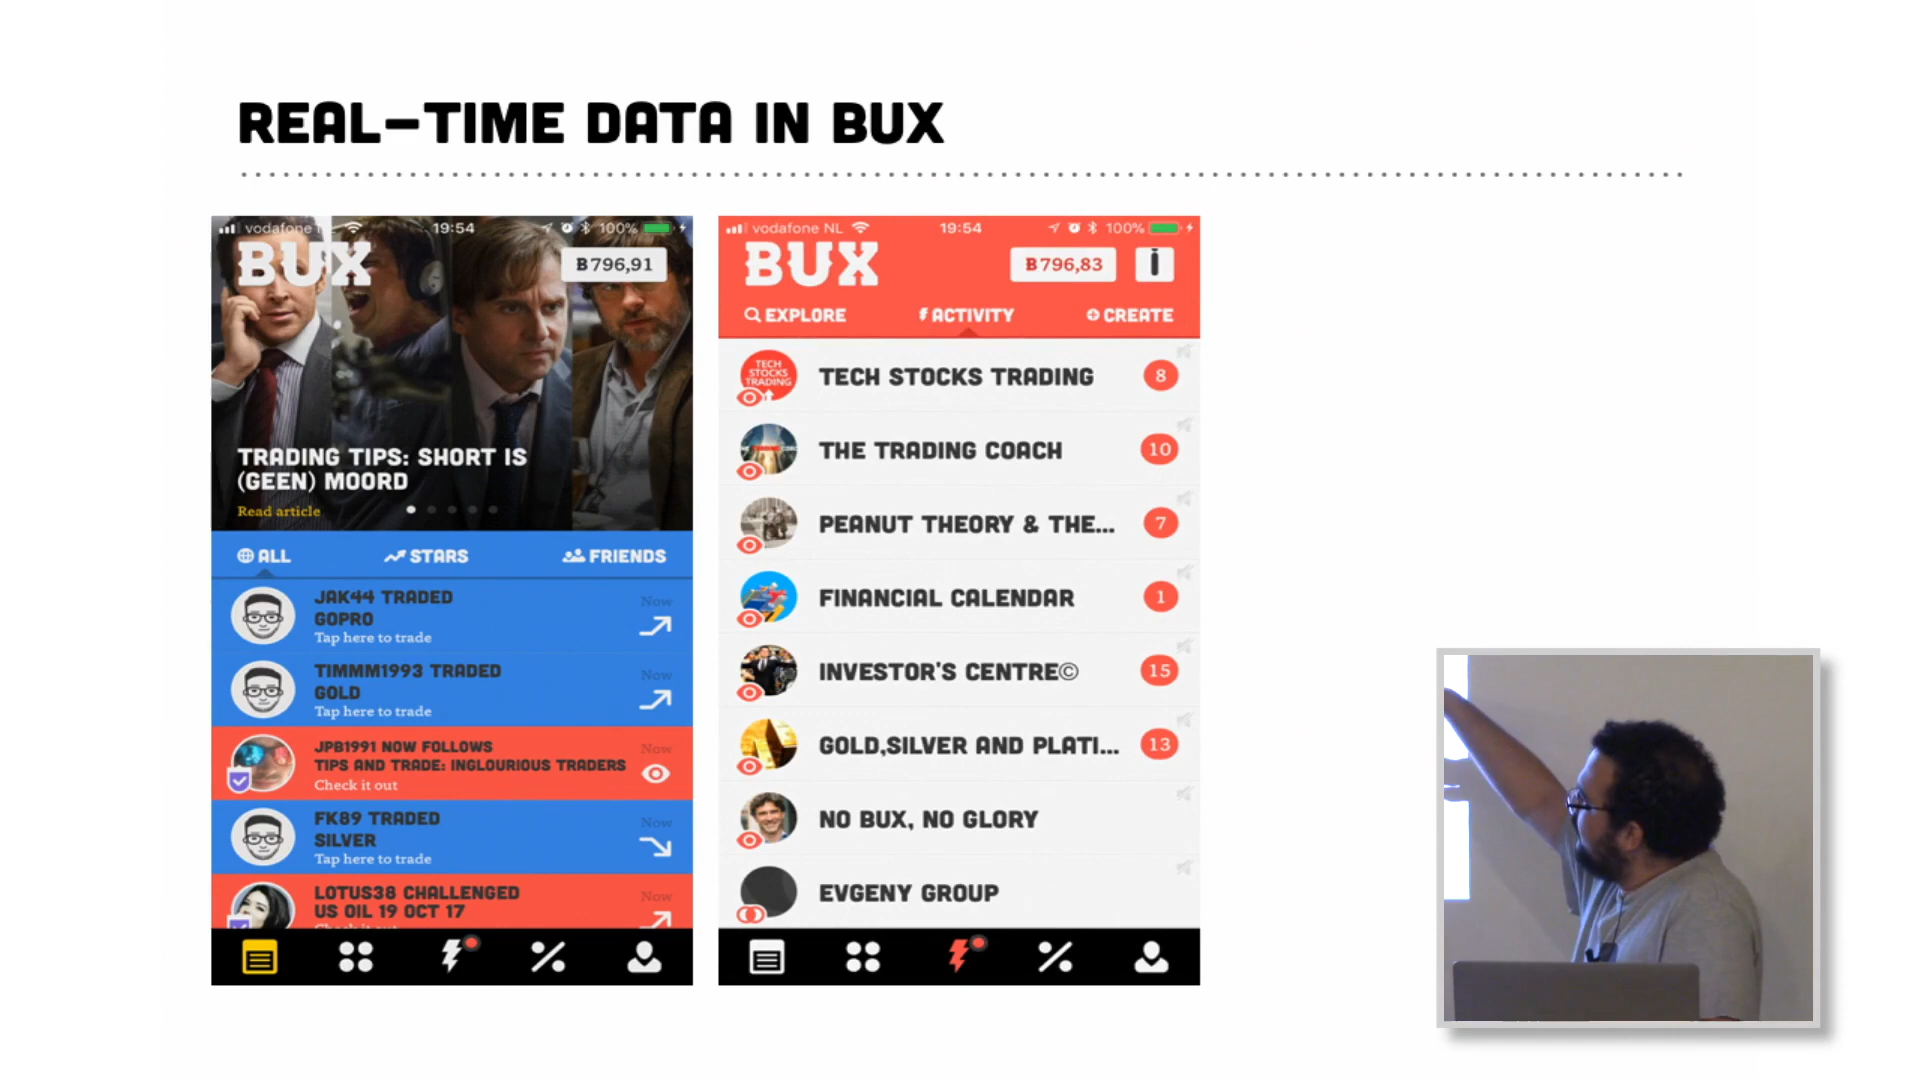 REAL-TIME DATA IN BUX
vodafone
19:54
100%
BUX
B796,91
TRADING TIPS: SHORT IS
(GEEN) MOORD
Read article
ALL
STARS
FRIENDS
JAK44 TRADED
GOPRO
Now
Tap here to trade
TIMMM1993 TRADED
GOLD
Now
Tap here to trade
JPB1991 NOW FOLLOWS
TIPS AND TRADE: INGLOURIOUS TRADERS
Now
Check it out
FK89 TRADED
SILVER
Now
Tap here to trade
LOTUS38 CHALLENGED
US OIL 19 OCT 17
Now
vodafone NL
19:54
100%
BUX
B796,83
EXPLORE
ACTIVITY
CREATE
TECH
STOCKS
TRADING
TECH STOCKS TRADING
8
THE TRADING COACH
10
PEANUT THEORY & THE...
7
FINANCIAL CALENDAR
1
INVESTOR'S CENTRE©
15
GOLD,SILVER AND PLATI...
13
NO BUX, NO GLORY
EVGENY GROUP